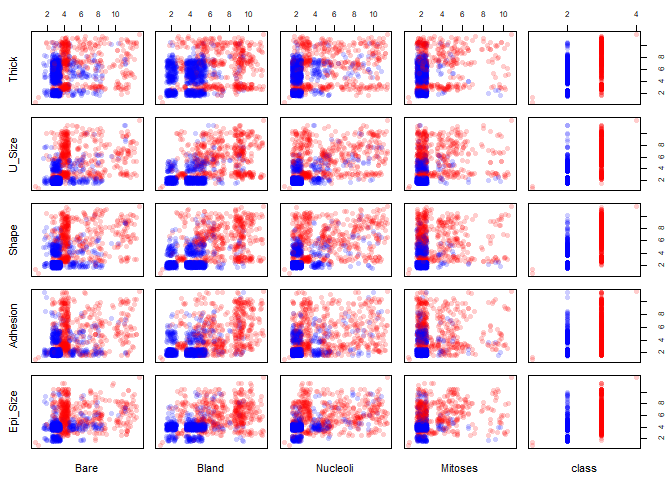 2 4 6 8 10 2 4 6 8 10 2 4 6 8 10 2 4 6 8 10 2 4
Thick
2 4 6 8
U_Size
2 4 6 8
Shape
2 4 6 8
Adhesion
2 4 6 8
Epi_Size
2 4 6 8
Bare Bland Nucleoli Mitoses class